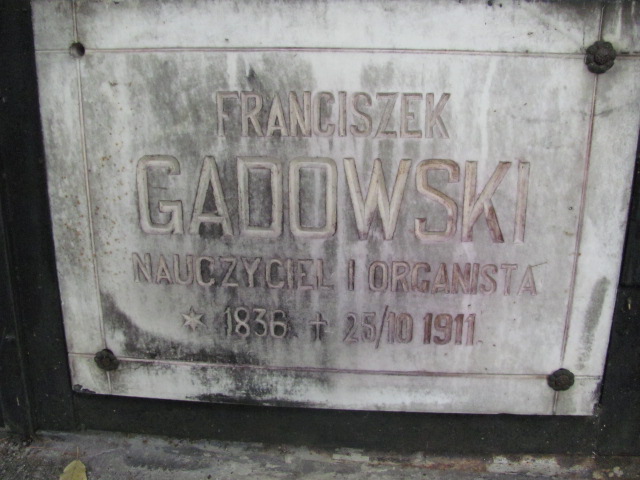 FRANCISZEK
GADOWSKI
NAUCZYCIEL I ORGANISTA
* 1836. + 25/10 1911.